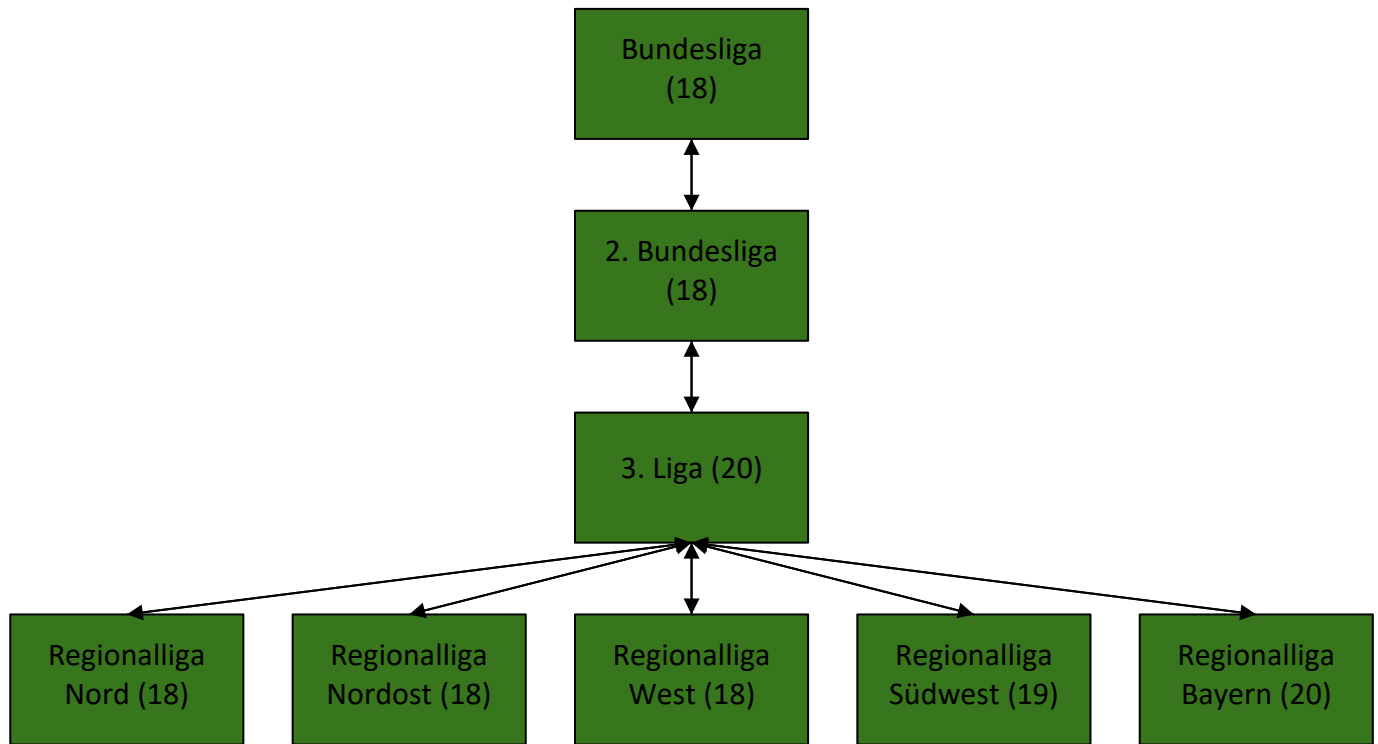 Bundesliga
(18)
2. Bundesliga
(18)
3. Liga (20)
Regionalliga
Nord (18)
Regionalliga
Nordost (18)
Regionalliga
West (18)
Regionalliga
Südwest (19)
Regionalliga
Bayern (20)